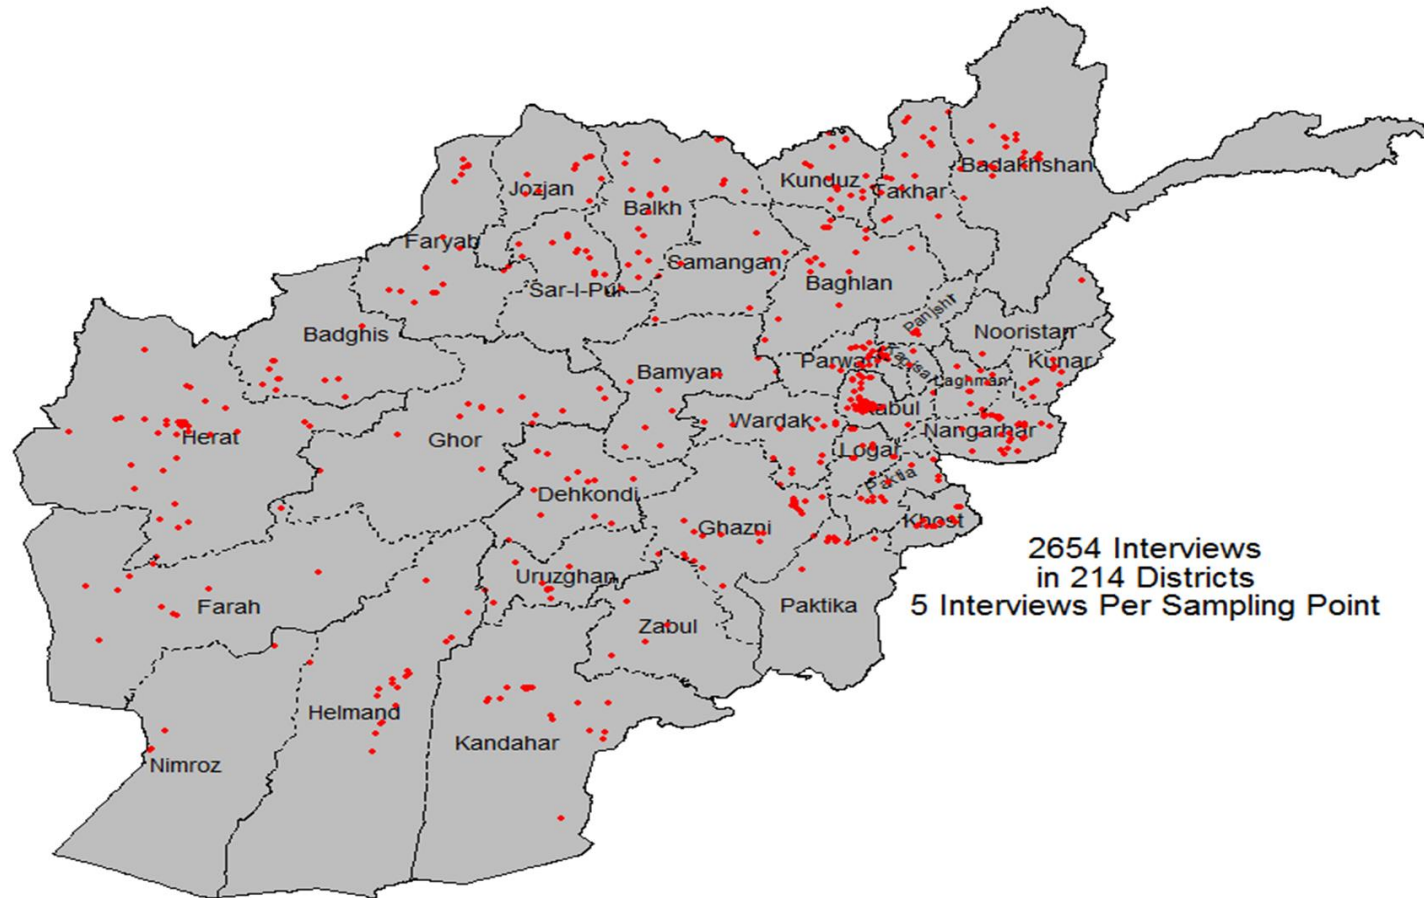 Jozjan
Kunduz
Takhar
Badakhshan
Balkh
Faryab
Samangan
Sar-I-Pul
Baghlan
Panjshir
Badghis
Nooristan
Parwan
Kapisa
Kunar
Bamyan
Laghman
Kabul
Wardak
Herat
Ghor
Nangarhar
Logar
Paktia
Dehkondi
Ghazni
Khost
2654 Interviews
in 214 Districts
5 Interviews Per Sampling Point
Uruzghan
Farah
Paktika
Zabul
Helmand
Kandahar
Nimroz